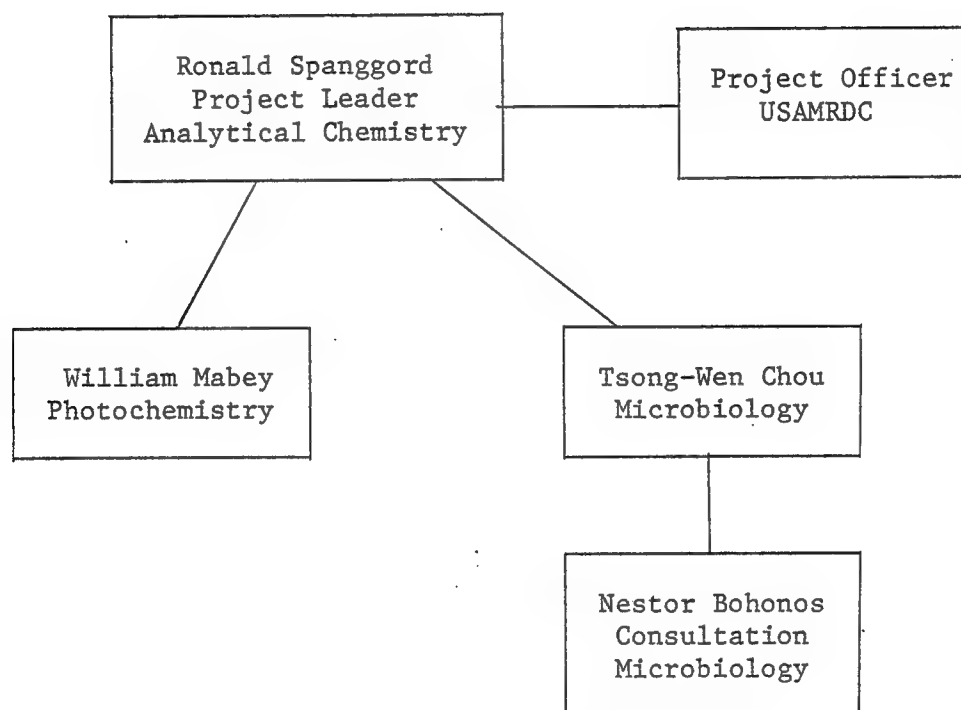 Ronald Spanggord
Project Leader
Analytical Chemistry
Project Officer
USAMRDC
William Mabey
Photochemistry
Tsong-Wen Chou
Microbiology
Nestor Bohonos
Consultation
Microbiology